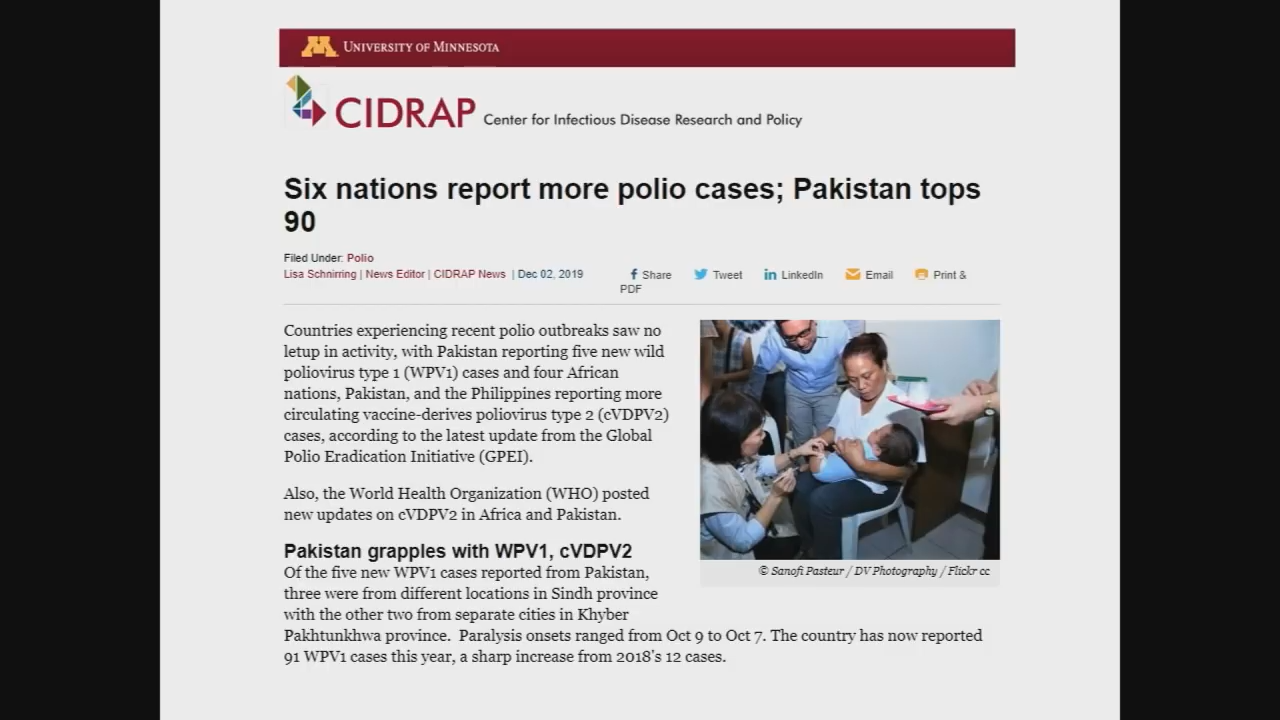 UNIVERSITY OF MINNESOTA
CIDRAP Center for Infectious Disease Research and Policy
Six nations report more polio cases; Pakistan tops
90
Filed Under: Polio
Lisa Schnirring | News Editor | CIDRAP News | Dec 02, 2019
Share Tweet LinkedIn Email Print &
PDF
Countries experiencing recent polio outbreaks saw no
letup in activity, with Pakistan reporting five new wild
poliovirus type 1 (WPV1) cases and four African
nations, Pakistan, and the Philippines reporting more
circulating vaccine-derives poliovirus type 2 (cVDPV2)
cases, according to the latest update from the Global
Polio Eradication Initiative (GPEI).
Also, the World Health Organization (WHO) posted
new updates on cVDPV2 in Africa and Pakistan.
© Sanofi Pasteur / DV Photography / Flickr cc
Pakistan grapples with WPV1, cVDPV2
Of the five new WPV1 cases reported from Pakistan,
three were from different locations in Sindh province
with the other two from separate cities in Khyber
Pakhtunkhwa province. Paralysis onsets ranged from Oct 9 to Oct 7. The country has now reported
91 WPV1 cases this year, a sharp increase from 2018's 12 cases.